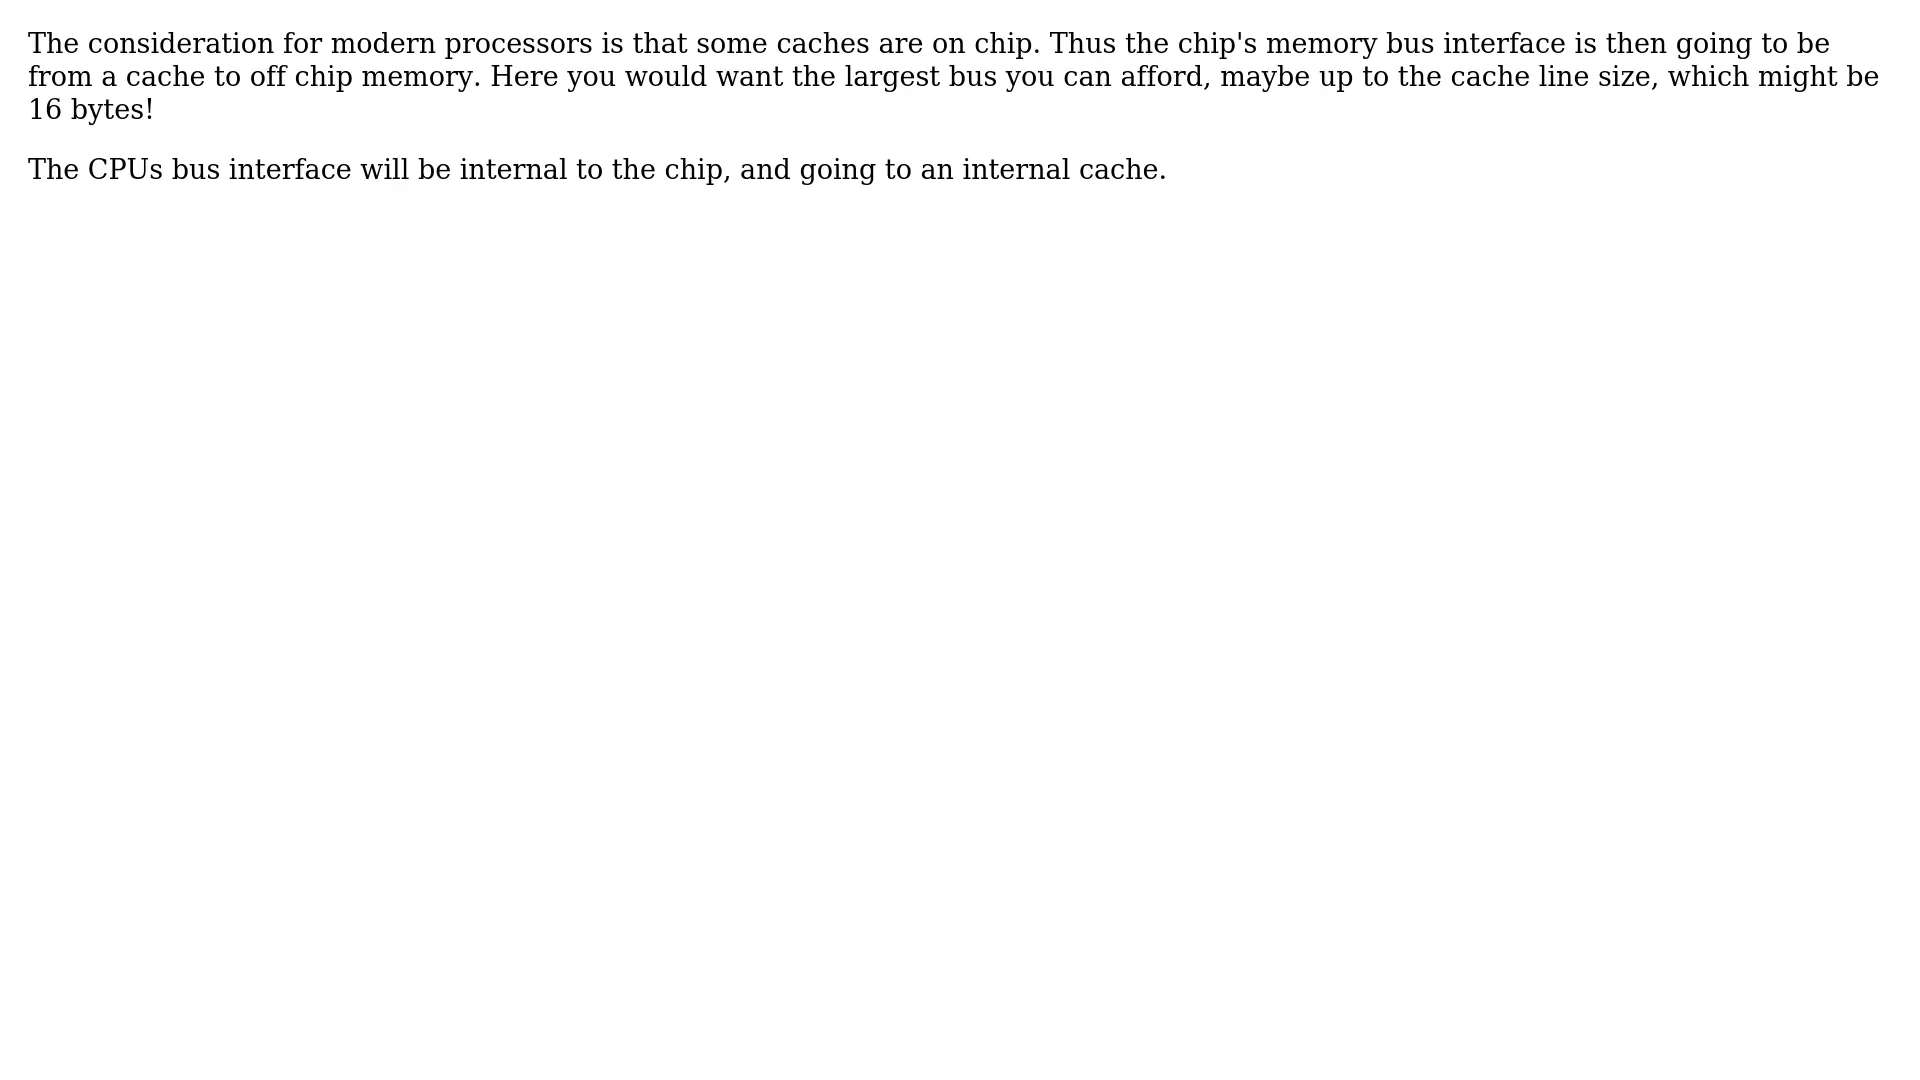 The consideration for modern processors is that some caches are on chip. Thus the chip's memory bus interface is then going to be
from a cache to off chip memory. Here you would want the largest bus you can afford, maybe up to the cache line size, which might be
16 bytes!
The CPUs bus interface will be internal to the chip, and going to an internal cache.